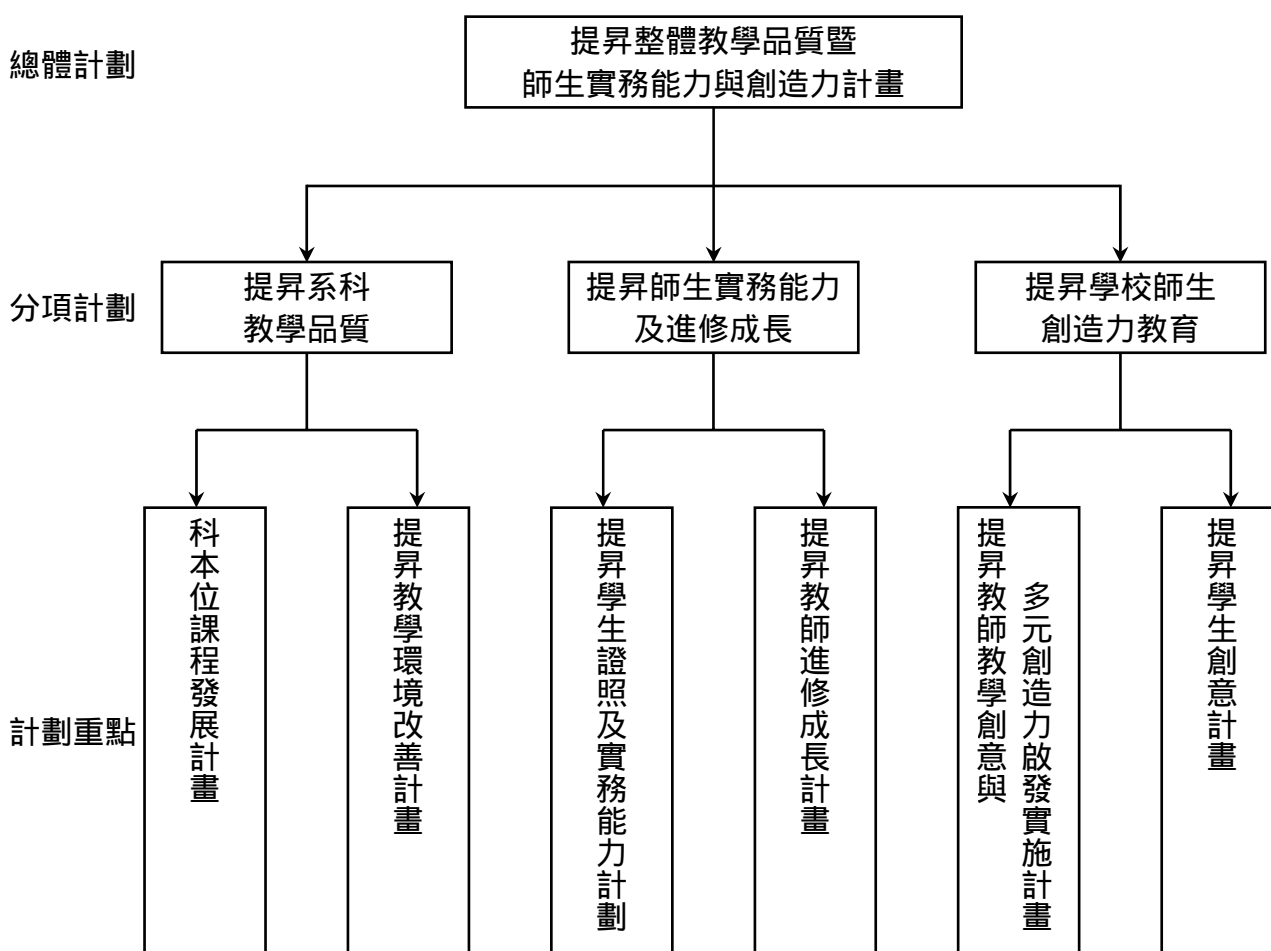 總體計劃
提昇整體教學品質暨
師生實務能力與創造力計畫
分項計劃
提昇系科
教學品質
提昇師生實務能力
及進修成長
提昇學校師生
創造力教育
計劃重點
科本位課程發展計畫
提昇教學環境改善計畫
提昇學生證照及實務能力計劃
提昇教師進修成長計畫
提昇教師教學創意與
多元創造力啟發實施計畫
提昇學生創意計畫